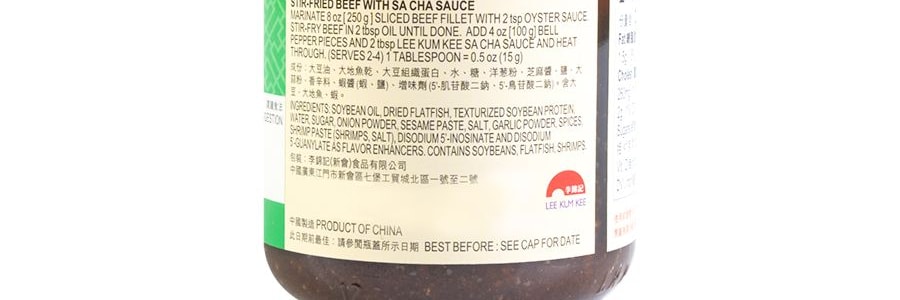 STIR-FRIED BEEF WITH SA CHA SAUCE
MARINATE 8 oz [ 250 g ] SLICED BEEF FILLET WITH 2 tsp OYSTER SAUCE.
STIR-FRY BEEF IN 2 tbsp OIL UNTIL DONE. ADD 4 oz [100 g] BELL
PEPPER PIECES AND 2 tbsp LEE KUM KEE SA CHA SAUCE AND HEAT
THROUGH. (SERVES 2-4) 1 TABLESPOON = 0.5 oz (15 g)
成份：大豆油、大地魚乾、大豆組織蛋白、水、糖、洋葱粉、芝麻醬、鹽、大
蒜粉、香辛料、蝦醬 (蝦、鹽)、增味劑 (5'-肌苷酸二鈉、5'-鳥苷酸二鈉)。含大
豆、大地魚、蝦。
INGREDIENTS: SOYBEAN OIL, DRIED FLATFISH, TEXTURIZED SOYBEAN PROTEIN,
WATER, SUGAR, ONION POWDER, SESAME PASTE, SALT, GARLIC POWDER, SPICES,
SHRIMP PASTE (SHRIMPS, SALT), DISODIUM 5'-INOSINATE AND DISODIUM
5'-GUANYLATE AS FLAVOR ENHANCERS. CONTAINS SOYBEANS, FLATFISH, SHRIMPS.
包裝：李錦記(新會)食品有限公司
中國廣東江門市新會區七堡工貿城北區一號至二號
李錦記
LEE KUM KEE
中國製造 PRODUCT OF CHINA
此日期前最佳：請參閱瓶蓋所示日期 BEST BEFORE : SEE CAP FOR DATE